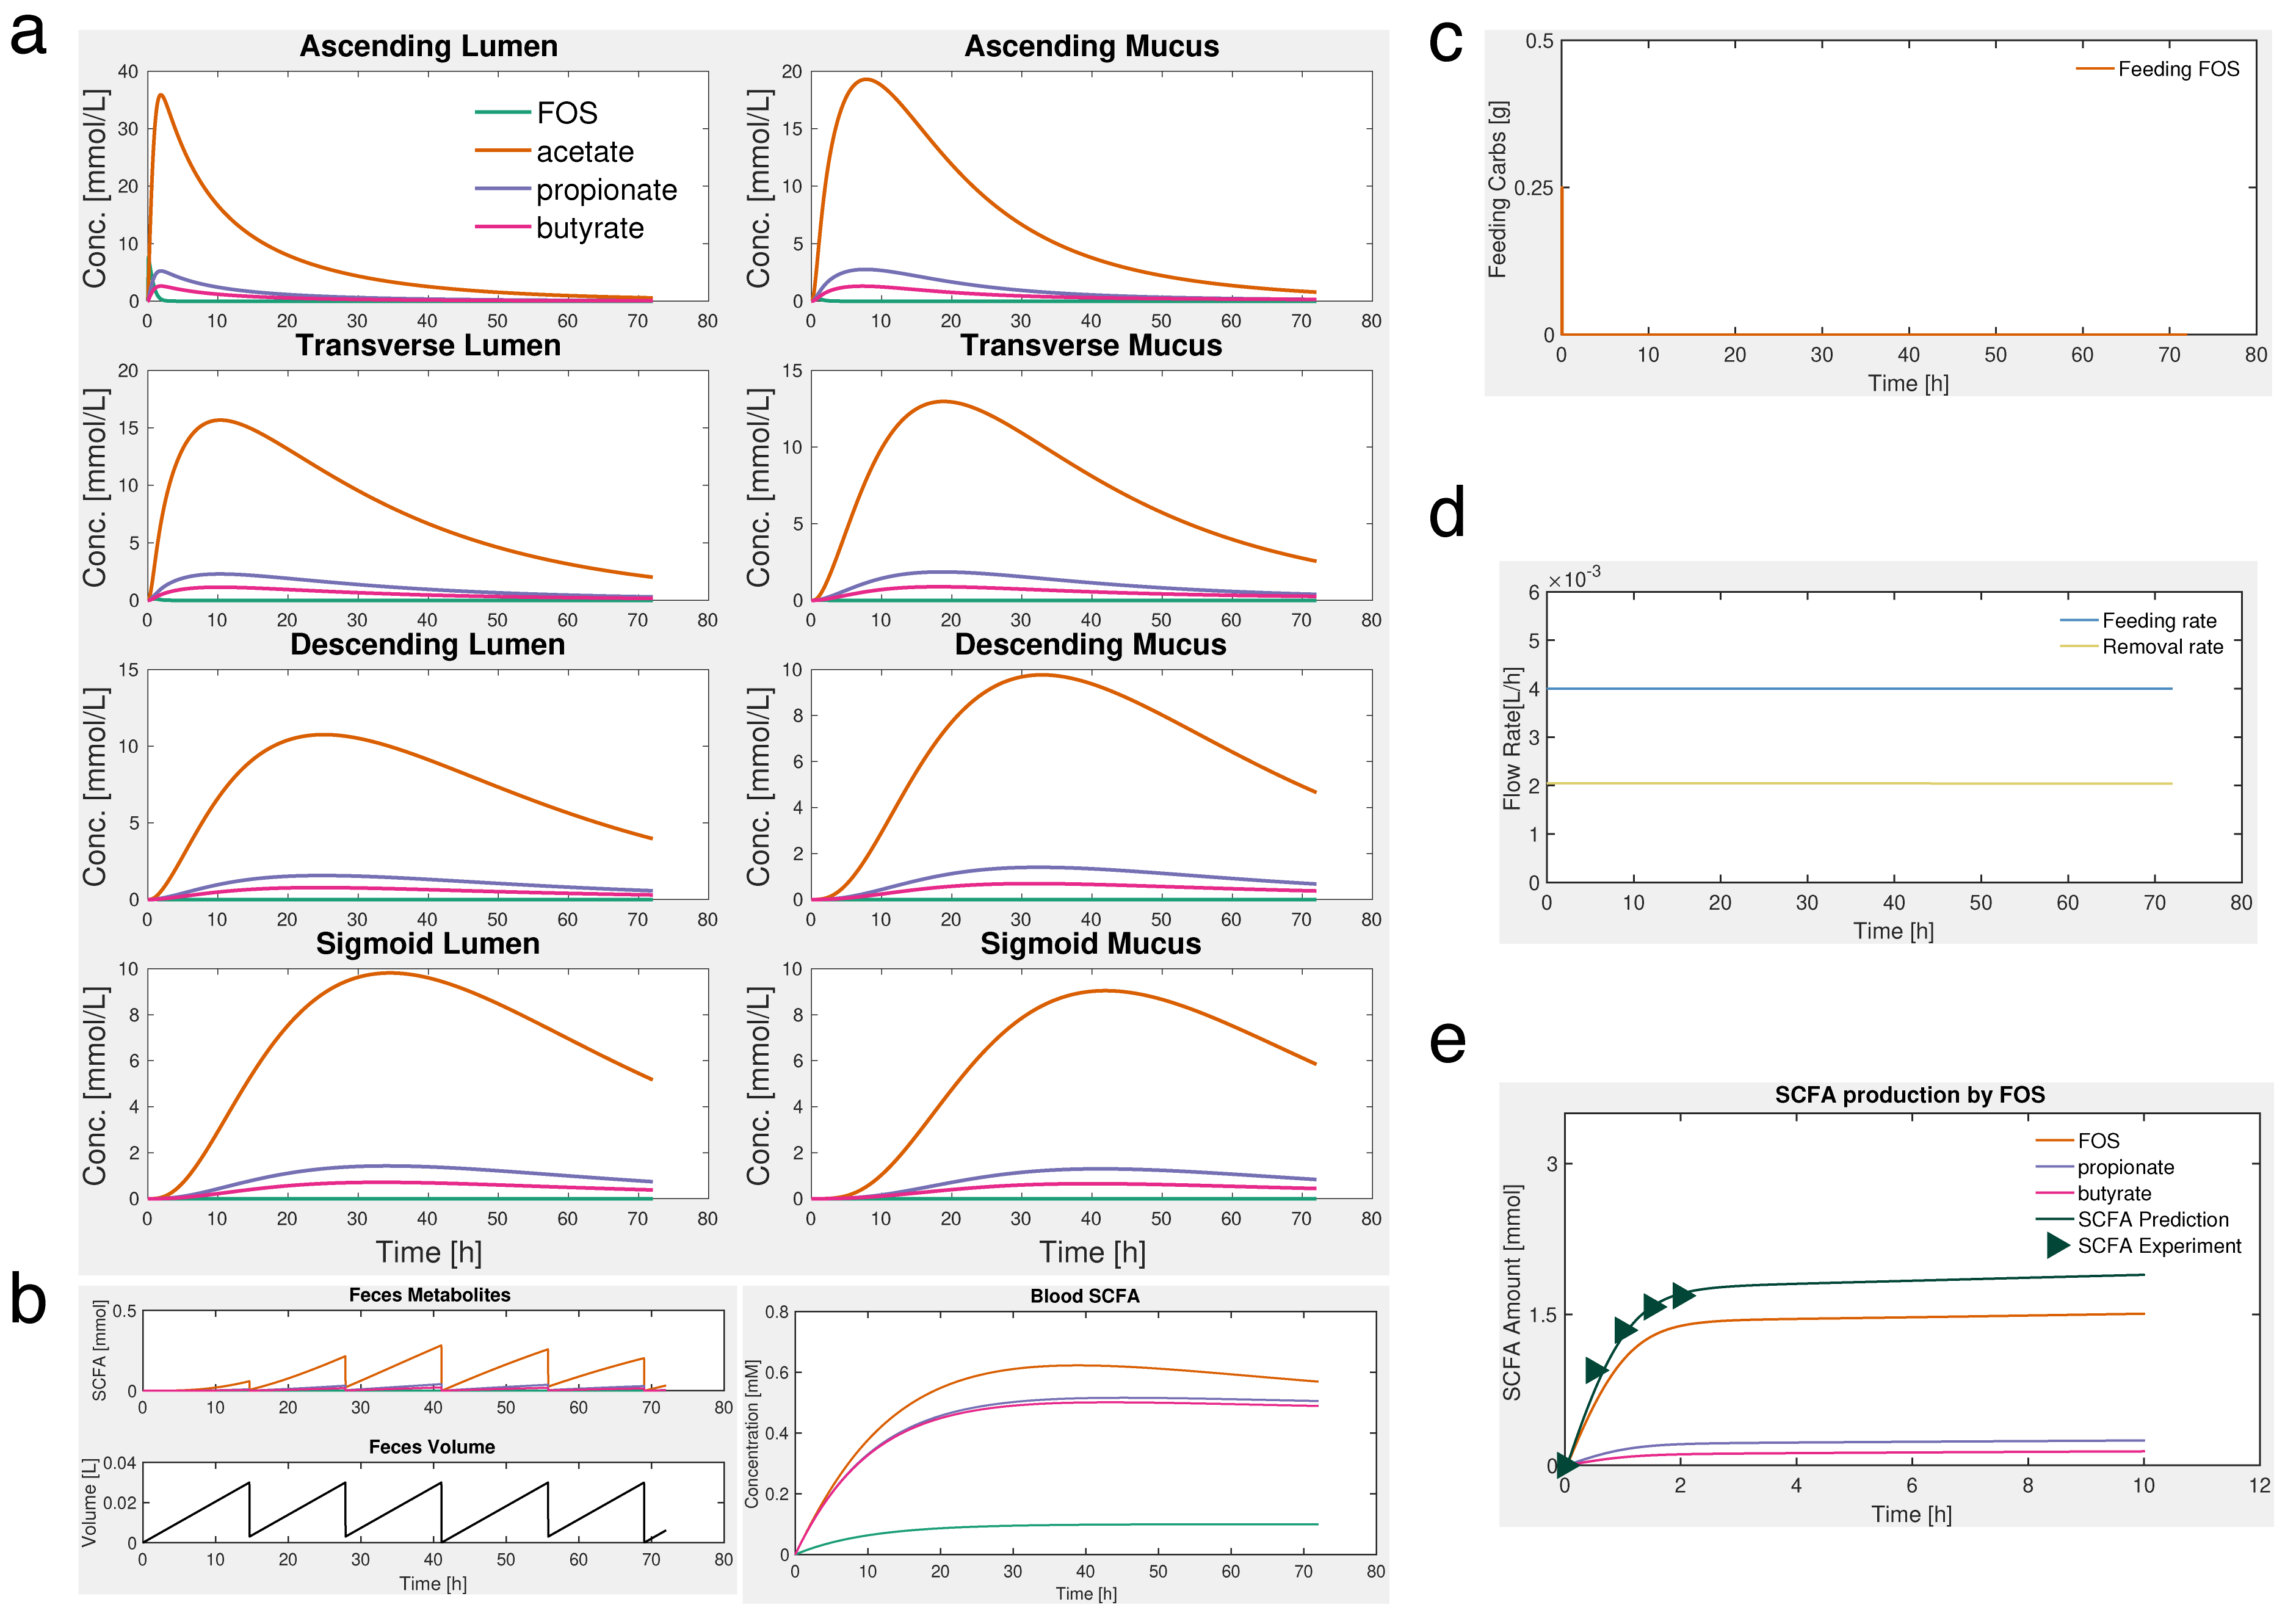 a
Ascending Lumen
Conc. [mmol/L]
40
30
20
10
0
FOS
acetate
propionate
butyrate
0 10 20 30 40 50 60 70 80
Ascending Mucus
Conc. [mmol/L]
20
15
10
5
0
0 10 20 30 40 50 60 70 80
Transverse Lumen
Conc. [mmol/L]
20
15
10
5
0
0 10 20 30 40 50 60 70 80
Transverse Mucus
Conc. [mmol/L]
15
10
5
0
0 10 20 30 40 50 60 70 80
Descending Lumen
Conc. [mmol/L]
15
10
5
0
0 10 20 30 40 50 60 70 80
Descending Mucus
Conc. [mmol/L]
10
8
6
4
2
0
0 10 20 30 40 50 60 70 80
Sigmoid Lumen
Conc. [mmol/L]
10
8
6
4
2
0
0 10 20 30 40 50 60 70 80
Time [h]
Sigmoid Mucus
Conc. [mmol/L]
10
8
6
4
2
0
0 10 20 30 40 50 60 70 80
Time [h]
b
Feces Metabolites
SCFA [mmol]
0.5
0
0 10 20 30 40 50 60 70 80
Feces Volume
Volume [L]
0.04
0.02
0
0 10 20 30 40 50 60 70 80
Time [h]
Blood SCFA
Concentration [mM]
0.8
0.6
0.4
0.2
0
0 10 20 30 40 50 60 70 80
Time [h]
c
Feeding Carbs [g]
0.5
0.25
0
Feeding FOS
0 10 20 30 40 50 60 70 80
Time [h]
d
×10-3
Flow Rate[L/h]
6
5
4
3
2
1
0
Feeding rate
Removal rate
0 10 20 30 40 50 60 70 80
Time [h]
e
SCFA production by FOS
SCFA Amount [mmol]
3
1.5
0
FOS
propionate
butyrate
SCFA Prediction
SCFA Experiment
0 2 4 6 8 10 12
Time [h]